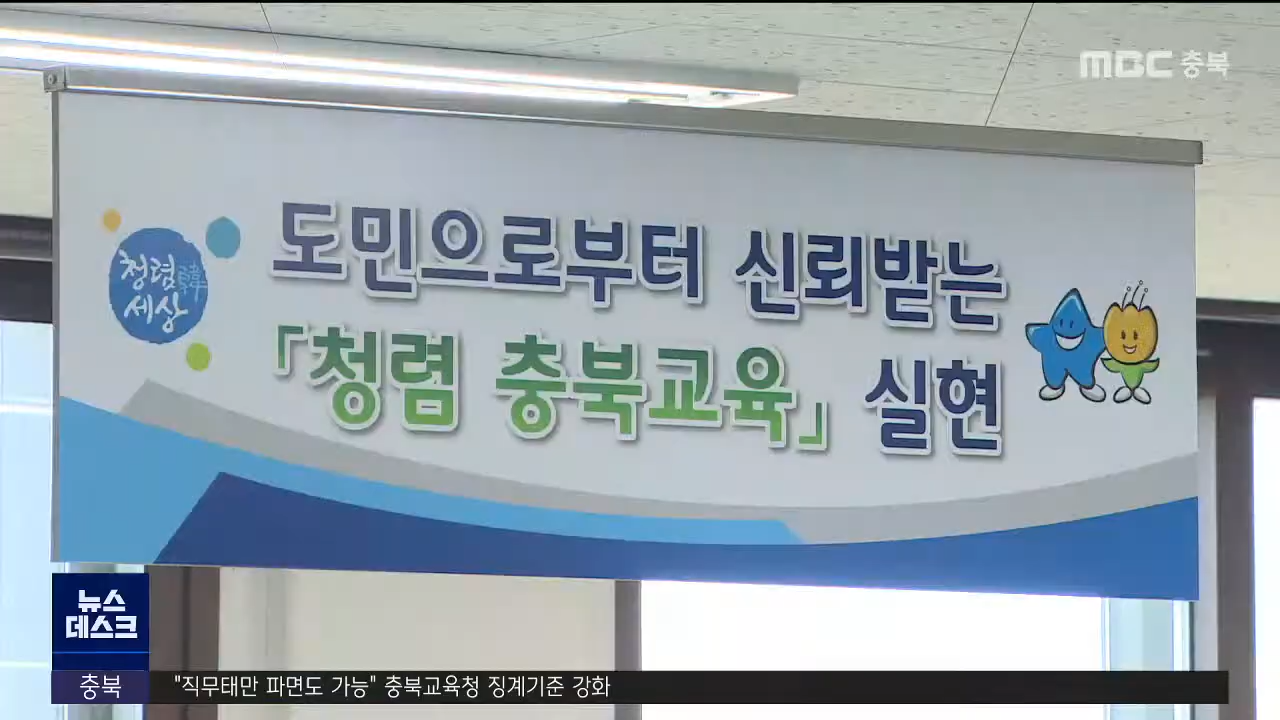 MBC 충북
도민으로부터 신뢰받는
「청렴 충북교육」 실현
청렴韓
세상
뉴스
데스크
충북
"직무태만 파면도 가능" 충북교육청 징계기준 강화